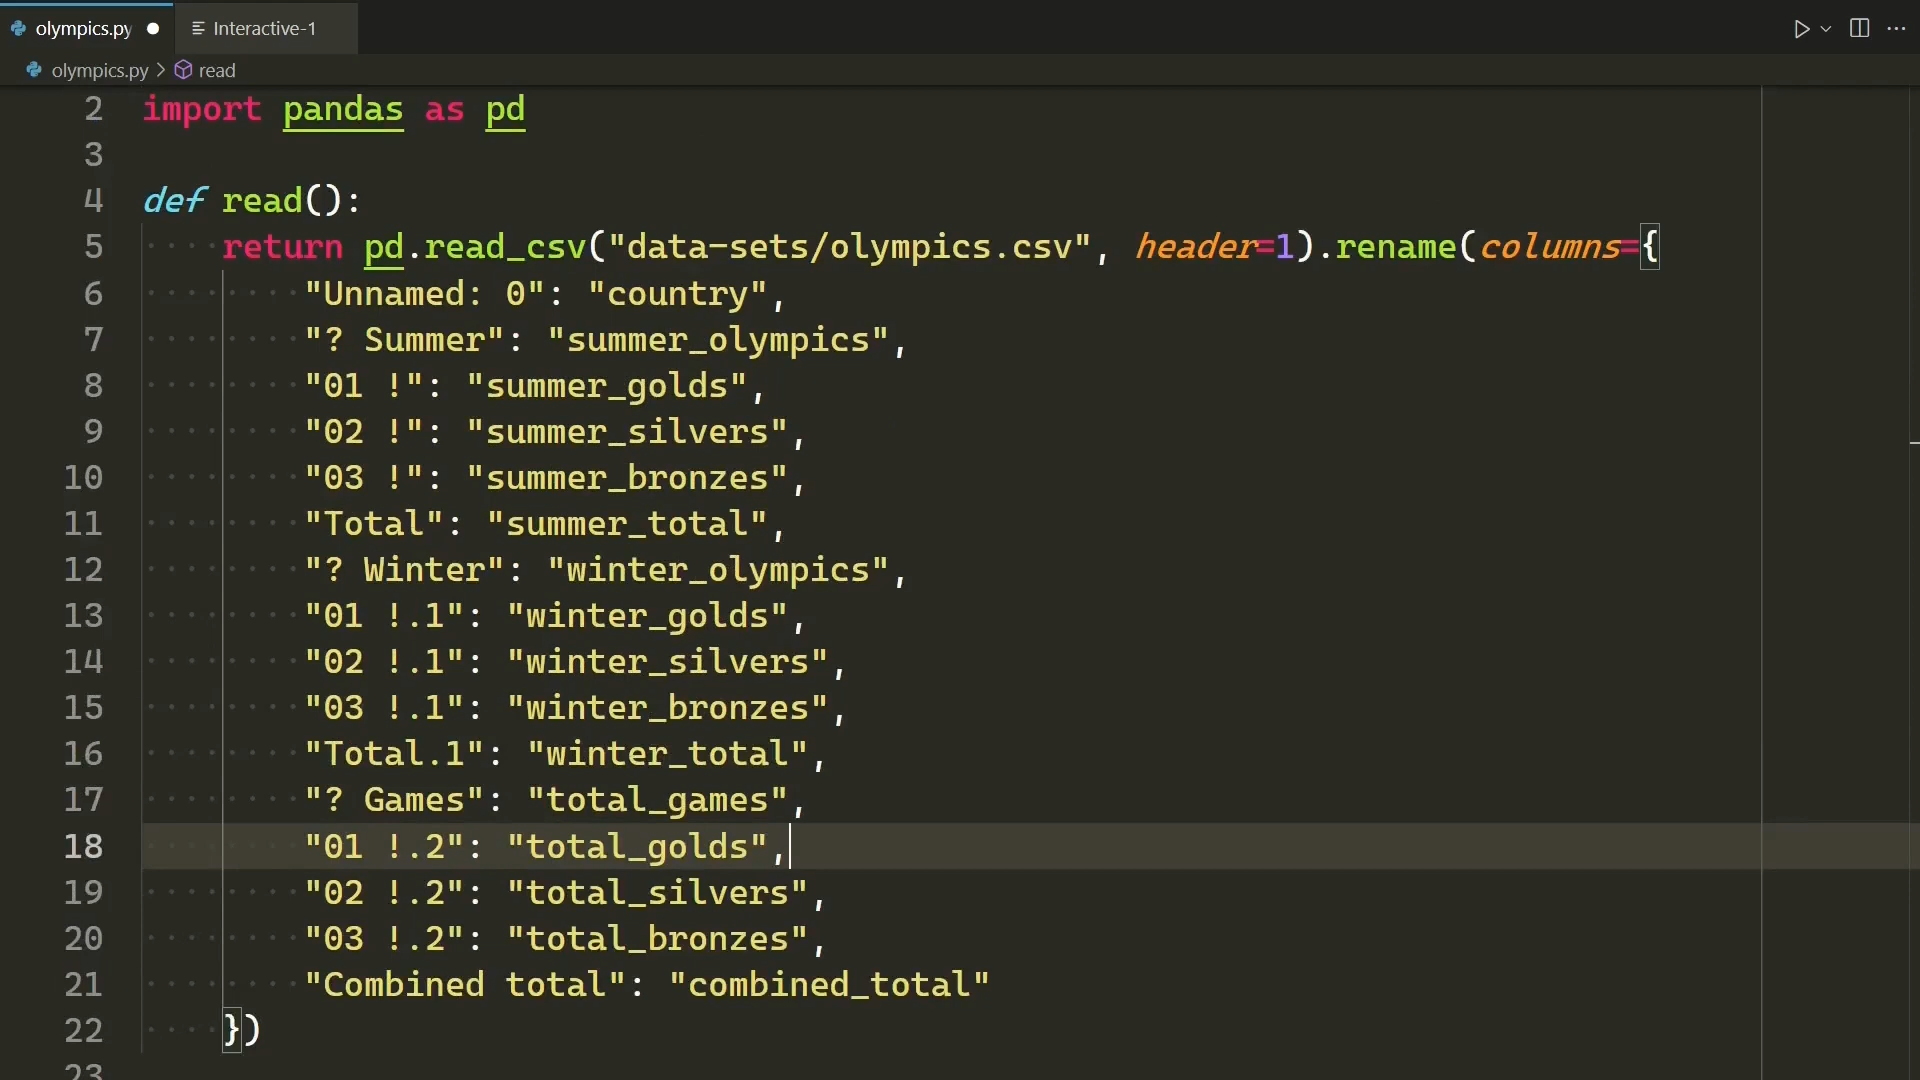 olympics.py Interactive-1
olympics.py > read
2 import pandas as pd
3
4 def read():
5 return pd.read_csv("data-sets/olympics.csv", header=1).rename(columns={
6 "Unnamed: 0": "country",
7 "? Summer": "summer_olympics",
8 "01 !": "summer_golds",
9 "02 !": "summer_silvers",
10 "03 !": "summer_bronzes",
11 "Total": "summer_total",
12 "? Winter": "winter_olympics",
13 "01 !.1": "winter_golds",
14 "02 !.1": "winter_silvers",
15 "03 !.1": "winter_bronzes",
16 "Total.1": "winter_total",
17 "? Games": "total_games",
18 "01 !.2": "total_golds",
19 "02 !.2": "total_silvers",
20 "03 !.2": "total_bronzes",
21 "Combined total": "combined_total"
22 })
23